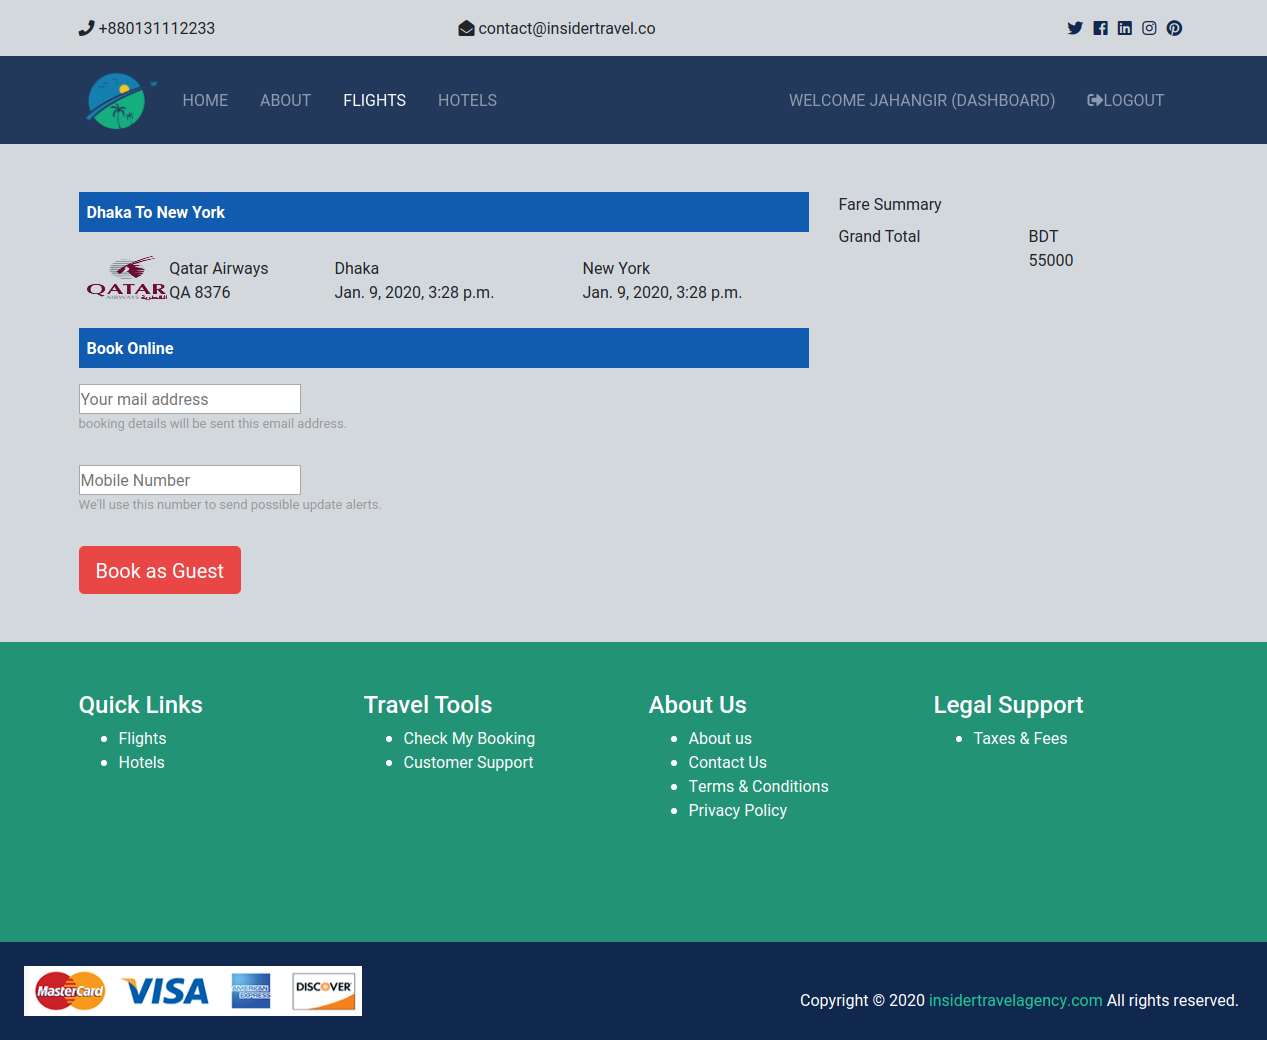 +880131112233
contact@insidertravel.co
HOME ABOUT FLIGHTS HOTELS
WELCOME JAHANGIR (DASHBOARD) LOGOUT
Dhaka To New York
QATAR
AIRWAYS القطرية
Qatar Airways
QA 8376
Dhaka
Jan. 9, 2020, 3:28 p.m.
New York
Jan. 9, 2020, 3:28 p.m.
Fare Summary
Grand Total
BDT
55000
Book Online
Your mail address
booking details will be sent this email address.
Mobile Number
We'll use this number to send possible update alerts.
Book as Guest
Quick Links
Flights
Hotels
Travel Tools
Check My Booking
Customer Support
About Us
About us
Contact Us
Terms & Conditions
Privacy Policy
Legal Support
Taxes & Fees
MasterCard
VISA
AMERICAN
EXPRESS
DISCOVER
Copyright © 2020 insidertravelagency.com All rights reserved.